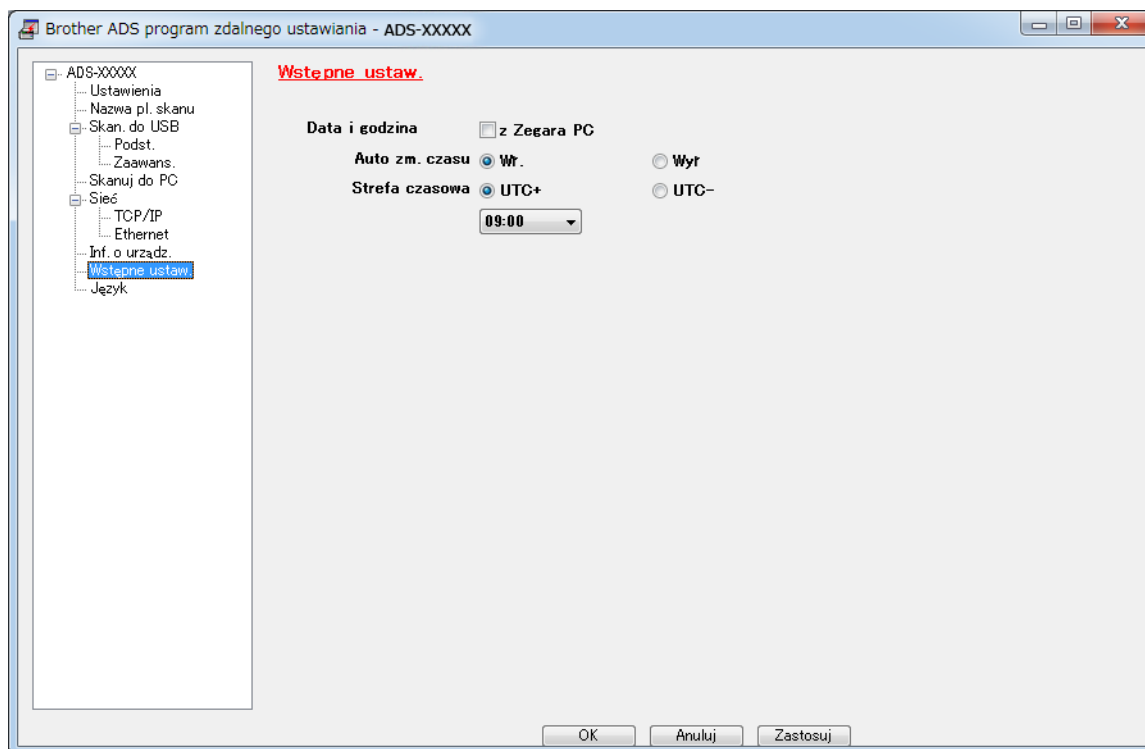 Brother ADS program zdalnego ustawiania - ADS-XXXXX
ADS-XXXXX
Ustawienia
Nazwa pl. skanu
Skan. do USB
Podst.
Zaawans.
Skanuj do PC
Sieć
TCP/IP
Ethernet
Inf. o urządz.
Wstępne ustaw.
Język
Wstępne ustaw.
Data i godzina z Zegara PC
Auto zm. czasu Wł. Wył
Strefa czasowa UTC+ UTC-
09:00
OK Anuluj Zastosuj